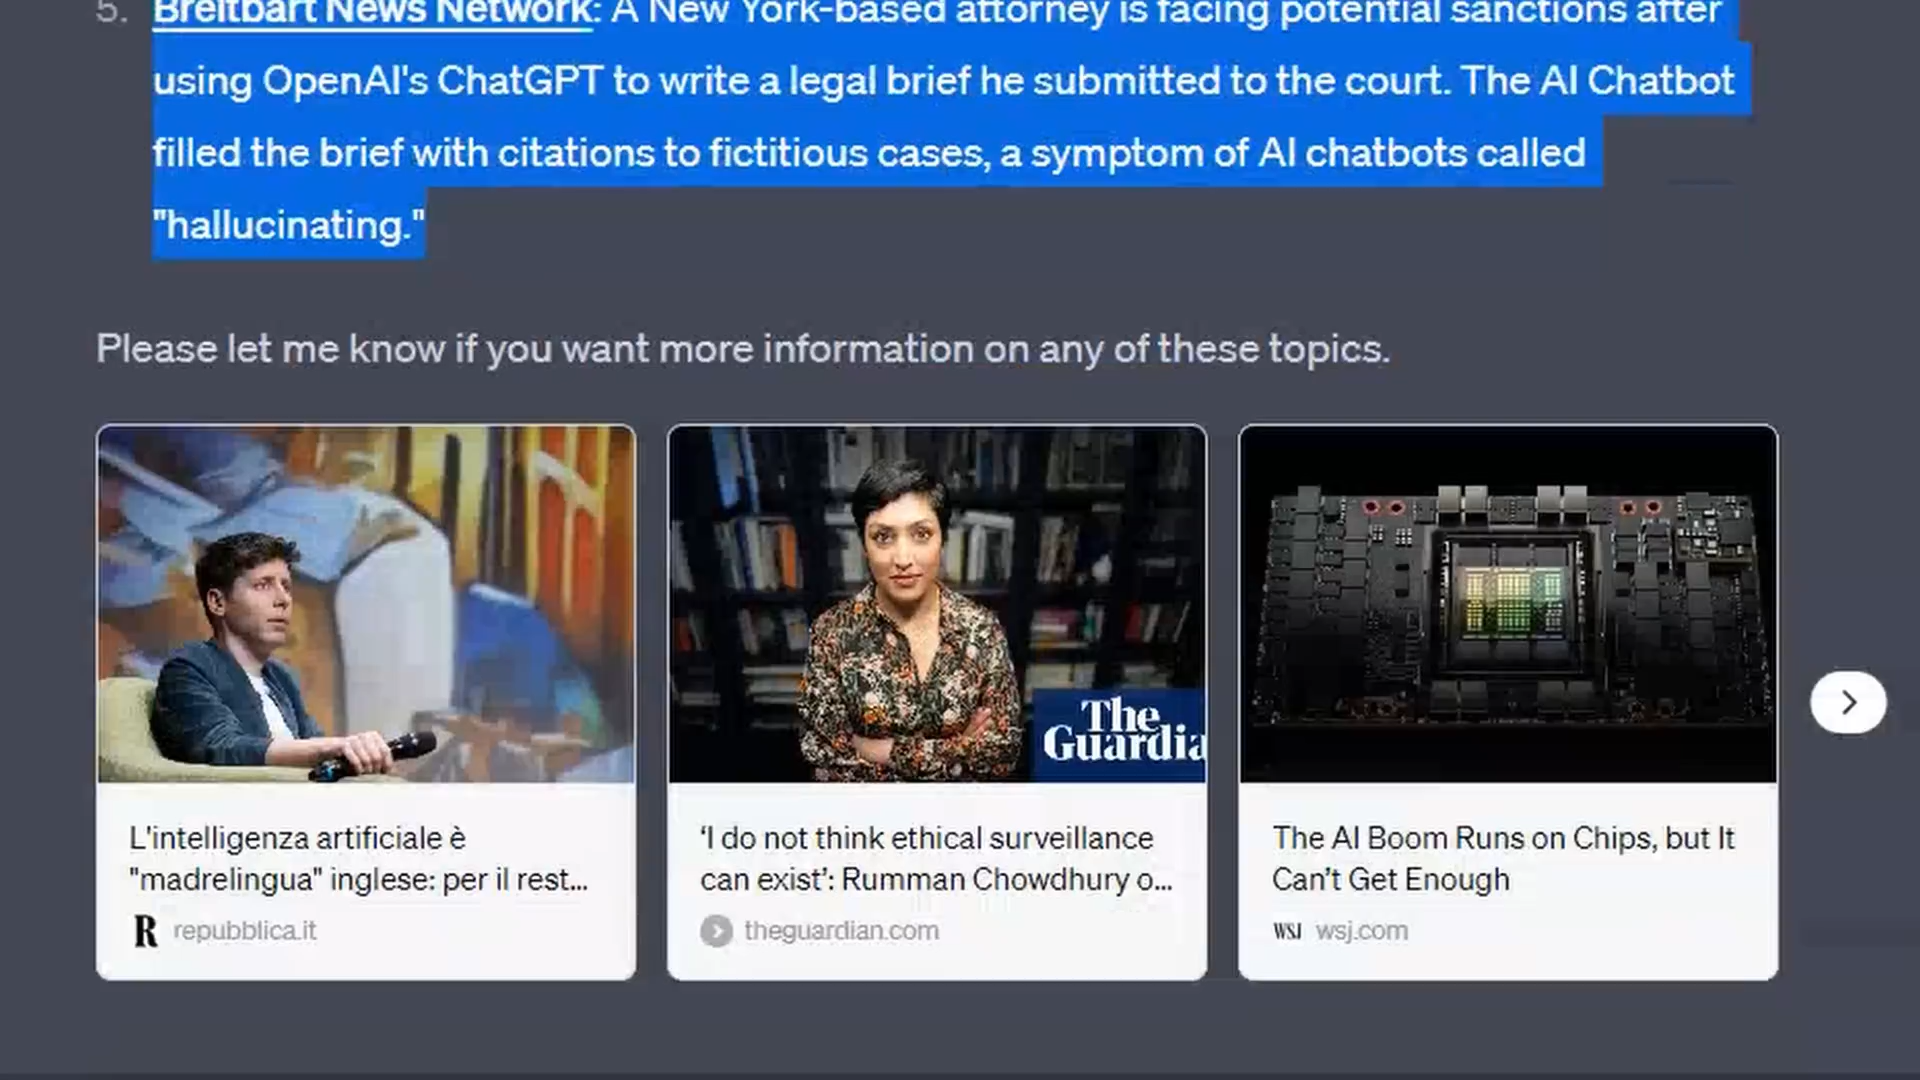 5. Breitbart News Network: A New York-based attorney is facing potential sanctions after
using OpenAI's ChatGPT to write a legal brief he submitted to the court. The AI Chatbot
filled the brief with citations to fictitious cases, a symptom of AI chatbots called
"hallucinating."
Please let me know if you want more information on any of these topics.
The
Guardia
L'intelligenza artificiale è
"madrelingua" inglese: per il rest...
R repubblica.it
‘I do not think ethical surveillance
can exist’: Rumman Chowdhury o...
theguardian.com
The AI Boom Runs on Chips, but It
Can’t Get Enough
WSJ wsj.com